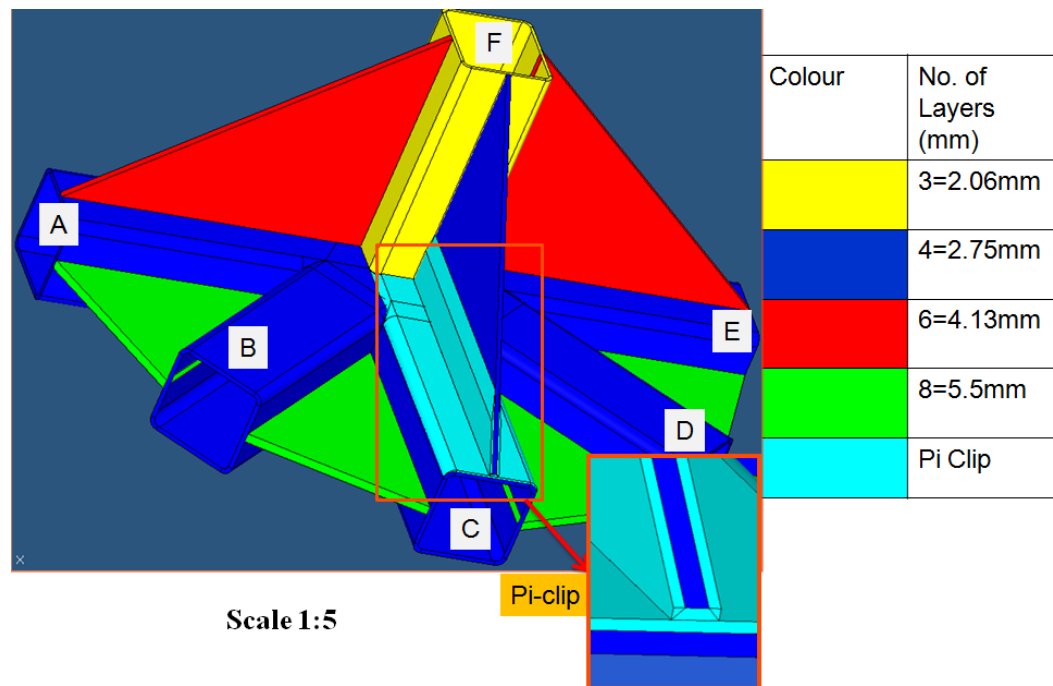 F
A
B
C
D
E
x
Scale 1:5
Pi-clip
Colour
No. of
Layers
(mm)
3=2.06mm
4=2.75mm
6=4.13mm
8=5.5mm
Pi Clip